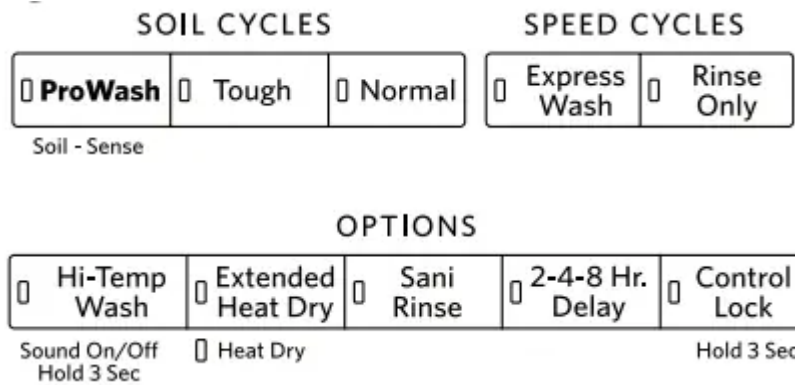 SOIL CYCLES SPEED CYCLES
ProWash Tough Normal Express Wash Rinse Only
Soil - Sense
OPTIONS
Hi-Temp Wash Extended Heat Dry Sani Rinse 2-4-8 Hr. Delay Control Lock
Sound On/Off Hold 3 Sec Heat Dry Hold 3 Sec